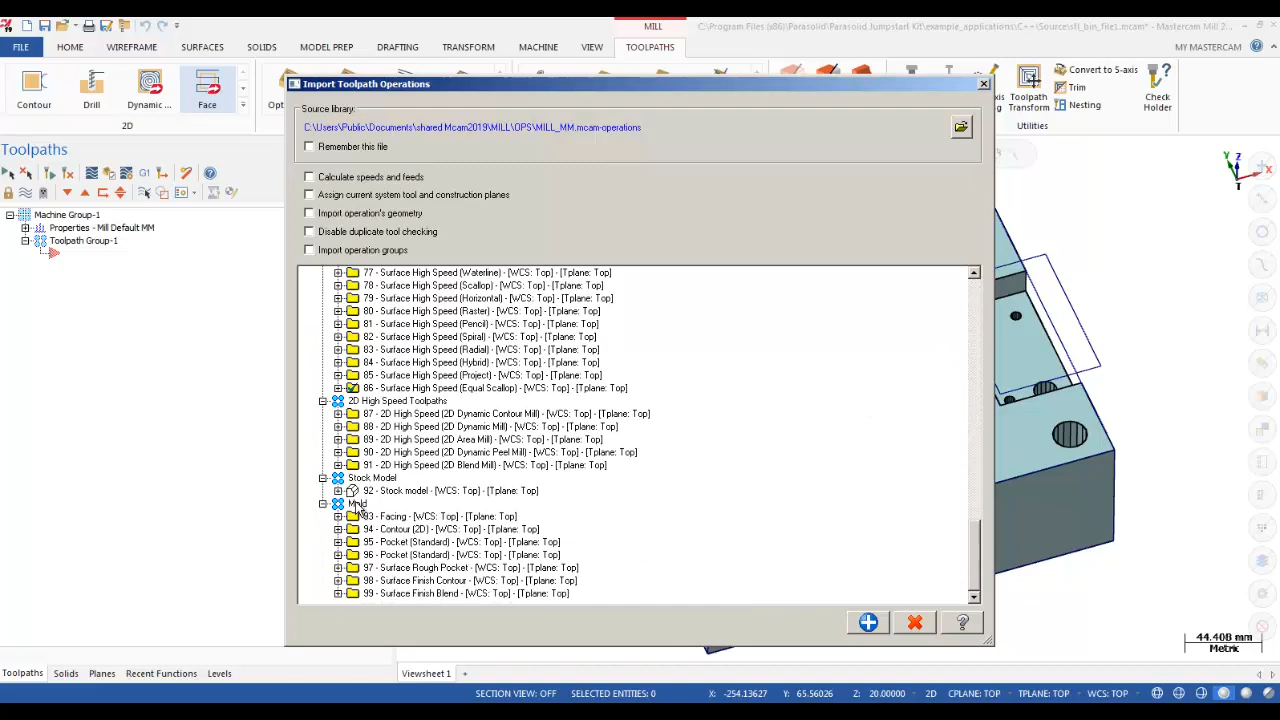 MILL
C:\Program Files (x86)\Parasolid\Parasolid Jumpstart Kit\example_applications\C++\Source\stl_bin_file1.mcam* - Mastercam Mill 2...
FILE HOME WIREFRAME SURFACES SOLIDS MODEL PREP DRAFTING TRANSFORM MACHINE VIEW TOOLPATHS MY MASTERCAM
Contour Drill Dynamic ... Face
2D
Toolpath Transform
Convert to 5-axis
Trim
Nesting
Check Holder
Utilities
Toolpaths
G1
Machine Group-1
Properties - Mill Default MM
Toolpath Group-1
Import Toolpath Operations
Source library:
C:\Users\Public\Documents\shared Mcam2019\MILL\OPS\MILL_MM.mcam-operations
Remember this file
Calculate speeds and feeds
Assign current system tool and construction planes
Import operation's geometry
Disable duplicate tool checking
Import operation groups
77 - Surface High Speed (Waterline) - [WCS: Top] - [Tplane: Top]
78 - Surface High Speed (Scallop) - [WCS: Top] - [Tplane: Top]
79 - Surface High Speed (Horizontal) - [WCS: Top] - [Tplane: Top]
80 - Surface High Speed (Raster) - [WCS: Top] - [Tplane: Top]
81 - Surface High Speed (Pencil) - [WCS: Top] - [Tplane: Top]
82 - Surface High Speed (Spiral) - [WCS: Top] - [Tplane: Top]
83 - Surface High Speed (Radial) - [WCS: Top] - [Tplane: Top]
84 - Surface High Speed (Hybrid) - [WCS: Top] - [Tplane: Top]
85 - Surface High Speed (Project) - [WCS: Top] - [Tplane: Top]
86 - Surface High Speed (Equal Scallop) - [WCS: Top] - [Tplane: Top]
2D High Speed Toolpaths
87 - 2D High Speed (2D Dynamic Contour Mill) - [WCS: Top] - [Tplane: Top]
88 - 2D High Speed (2D Dynamic Mill) - [WCS: Top] - [Tplane: Top]
89 - 2D High Speed (2D Area Mill) - [WCS: Top] - [Tplane: Top]
90 - 2D High Speed (2D Dynamic Peel Mill) - [WCS: Top] - [Tplane: Top]
91 - 2D High Speed (2D Blend Mill) - [WCS: Top] - [Tplane: Top]
Stock Model
92 - Stock model - [WCS: Top] - [Tplane: Top]
Mold
93 - Facing - [WCS: Top] - [Tplane: Top]
94 - Contour (2D) - [WCS: Top] - [Tplane: Top]
95 - Pocket (Standard) - [WCS: Top] - [Tplane: Top]
96 - Pocket (Standard) - [WCS: Top] - [Tplane: Top]
97 - Surface Rough Pocket - [WCS: Top] - [Tplane: Top]
98 - Surface Finish Contour - [WCS: Top] - [Tplane: Top]
99 - Surface Finish Blend - [WCS: Top] - [Tplane: Top]
Y Z X
T
44.408 mm
Metric
Toolpaths Solids Planes Recent Functions Levels
Viewsheet 1 +
SECTION VIEW: OFF SELECTED ENTITIES: 0 X: -254.13627 Y: 65.56026 Z: 20.00000 2D CPLANE: TOP TPLANE: TOP WCS: TOP